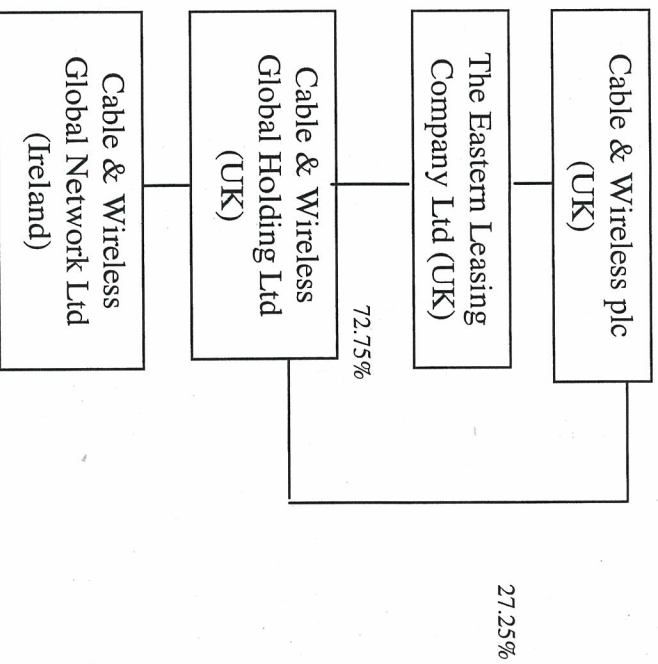 Cable & Wireless plc
(UK)
The Eastern Leasing
Company Ltd (UK)
72.75%
27.25%
Cable & Wireless
Global Holding Ltd
(UK)
Cable & Wireless
Global Network Ltd
(Ireland)